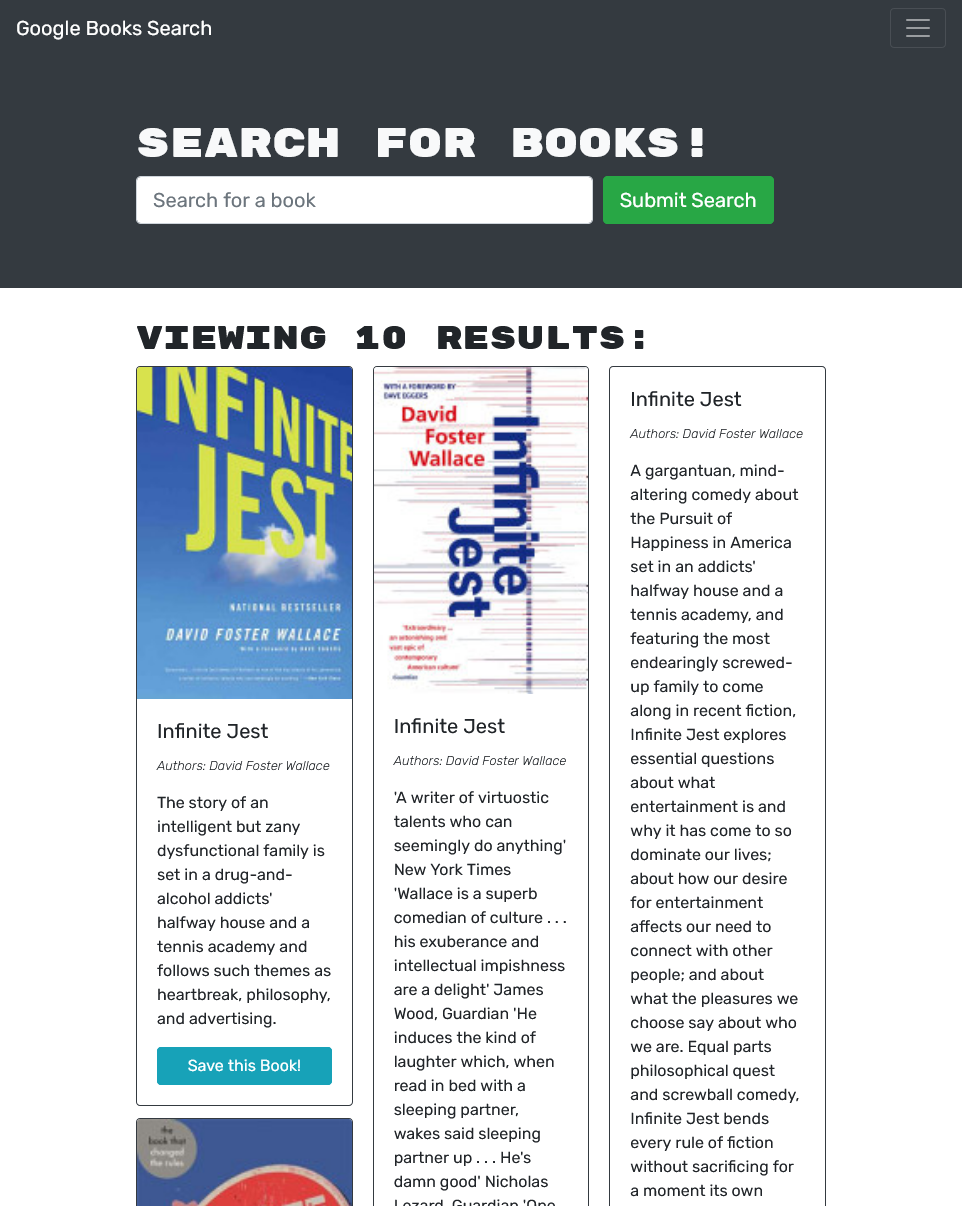 Google Books Search
SEARCH FOR BOOKS!
Search for a book
Submit Search
VIEWING 10 RESULTS:
INFINITE
JEST
NATIONAL BESTSELLER
DAVID FOSTER WALLACE
With a foreword by DAVE EGGERS
Infinite Jest
Authors: David Foster Wallace
The story of an
intelligent but zany
dysfunctional family is
set in a drug-and-
alcohol addicts'
halfway house and a
tennis academy and
follows such themes as
heartbreak, philosophy,
and advertising.
Save this Book!
the
book that
changed
the rules
WITH A FOREWORD BY
DAVE EGGERS
David
Foster
Wallace
Infinite
Jest
'Extraordinary ...
an astonishing and
vast epic of
contemporary
American culture'
Guardian
Infinite Jest
Authors: David Foster Wallace
'A writer of virtuostic
talents who can
seemingly do anything'
New York Times
'Wallace is a superb
comedian of culture . . .
his exuberance and
intellectual impishness
are a delight' James
Wood, Guardian 'He
induces the kind of
laughter which, when
read in bed with a
sleeping partner,
wakes said sleeping
partner up . . . He's
damn good' Nicholas
Lezard, Guardian 'One
Infinite Jest
Authors: David Foster Wallace
A gargantuan, mind-
altering comedy about
the Pursuit of
Happiness in America
set in an addicts'
halfway house and a
tennis academy, and
featuring the most
endearingly screwed-
up family to come
along in recent fiction,
Infinite Jest explores
essential questions
about what
entertainment is and
why it has come to so
dominate our lives;
about how our desire
for entertainment
affects our need to
connect with other
people; and about
what the pleasures we
choose say about who
we are. Equal parts
philosophical quest
and screwball comedy,
Infinite Jest bends
every rule of fiction
without sacrificing for
a moment its own